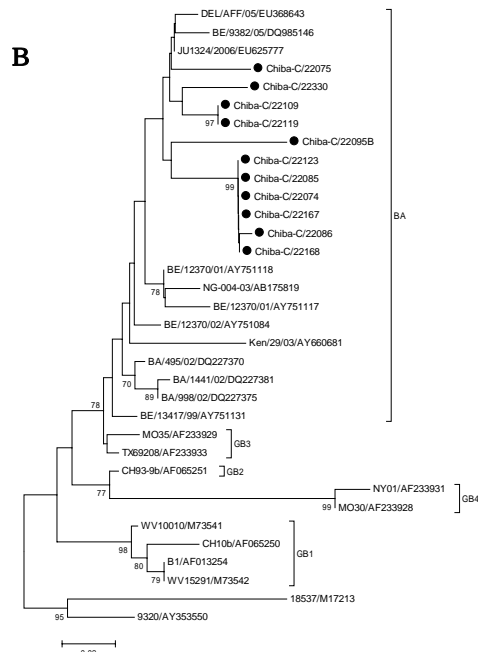 B
DEL/AFF/05/EU368643
BE/9382/05/DQ985146
JU1324/2006/EU625777
Chiba-C/22075
Chiba-C/22330
Chiba-C/22109
97
Chiba-C/22119
Chiba-C/22095B
Chiba-C/22123
99
Chiba-C/22085
Chiba-C/22074
Chiba-C/22167
Chiba-C/22086
Chiba-C/22168
BA
BE/12370/01/AY751118
78
NG-004-03/AB175819
BE/12370/01/AY751117
BE/12370/02/AY751084
Ken/29/03/AY660681
BA/495/02/DQ227370
70
BA/1441/02/DQ227381
89
BA/998/02/DQ227375
78
BE/13417/99/AY751131
MO35/AF233929
GB3
TX69208/AF233933
CH93-9b/AF065251
GB2
77
NY01/AF233931
GB4
99
MO30/AF233928
WV10010/M73541
98
CH10b/AF065250
GB1
80
B1/AF013254
79
WV15291/M73542
18537/M17213
95
9320/AY353550